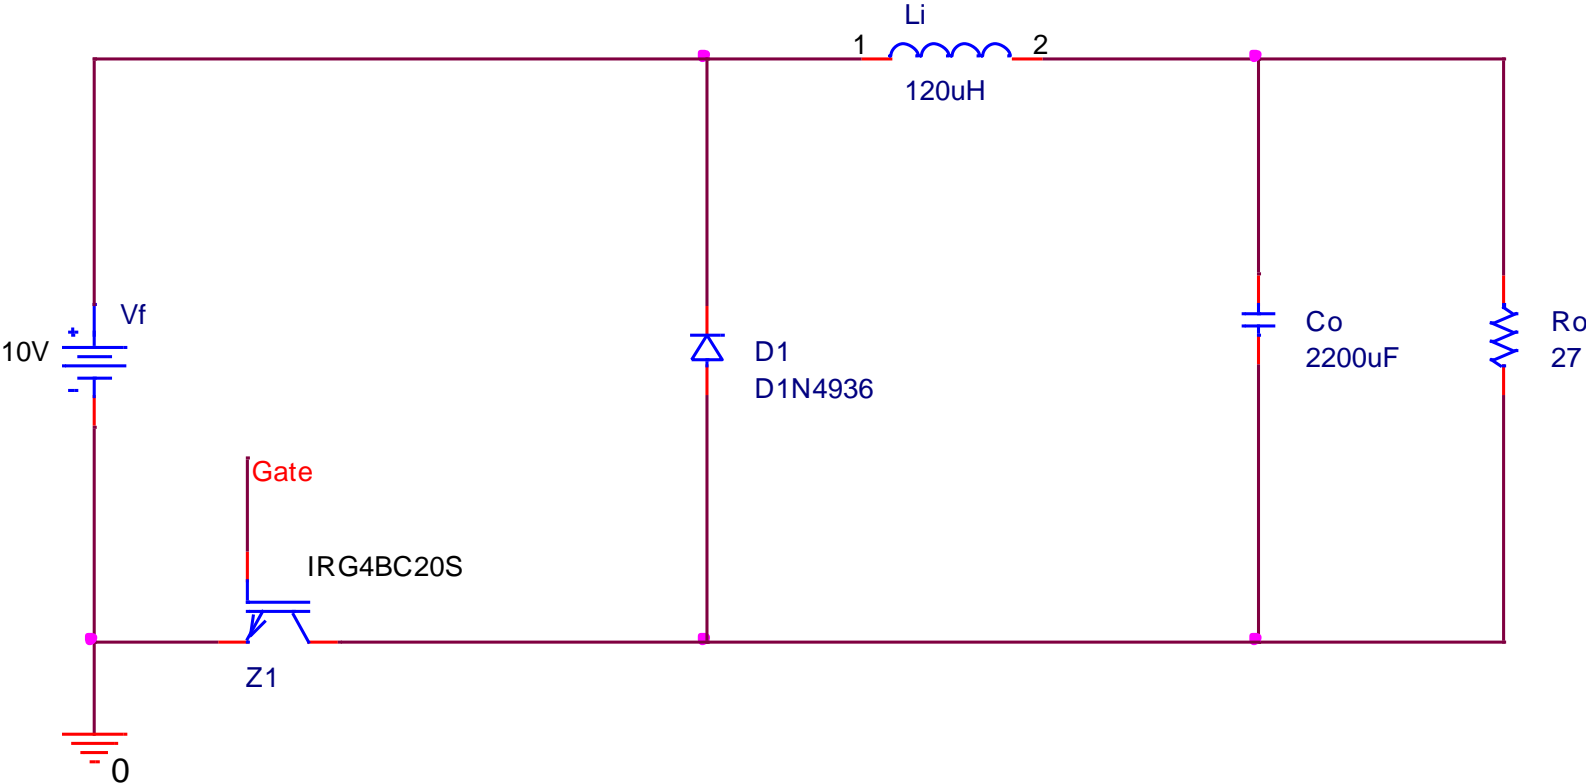 Li
1
2
120uH
Vf
+
10V
-
D1
D1N4936
Co
2200uF
Ro
27
Gate
IRG4BC20S
Z1
0